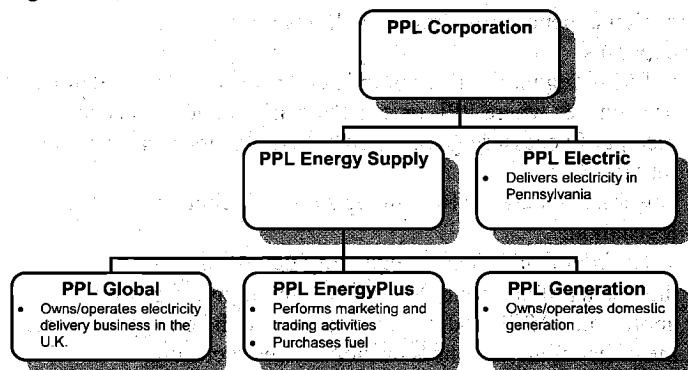 PPL Corporation
PPL Energy Supply
PPL Electric
• Delivers electricity in
Pennsylvania
PPL Global
• Owns/operates electricity
delivery business in the
U.K.
PPL EnergyPlus
• Performs marketing and
trading activities
• Purchases fuel
PPL Generation
• Owns/operates domestic
generation